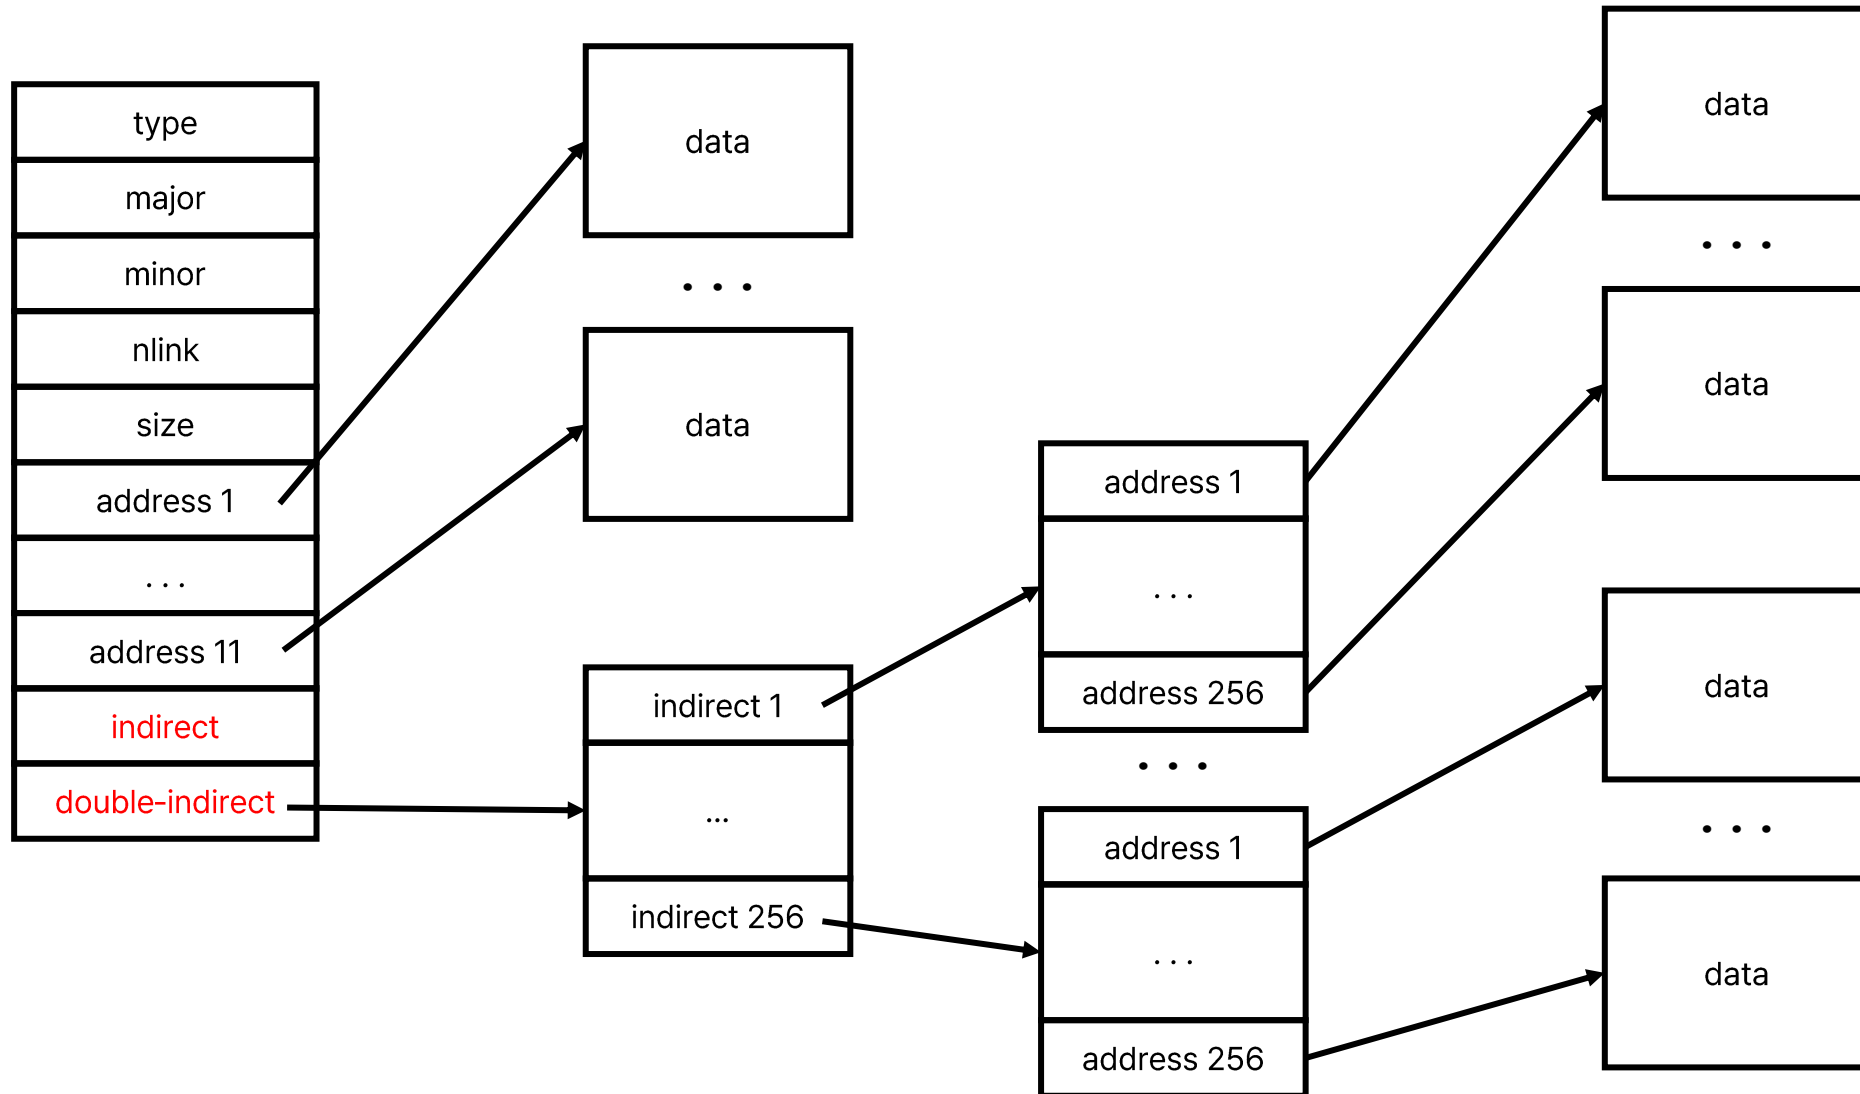 type
major
minor
nlink
size
address 1
. . .
address 11
indirect
double-indirect
data
. . .
data
indirect 1
...
indirect 256
address 1
. . .
address 256
. . .
address 1
. . .
address 256
data
. . .
data
data
. . .
data